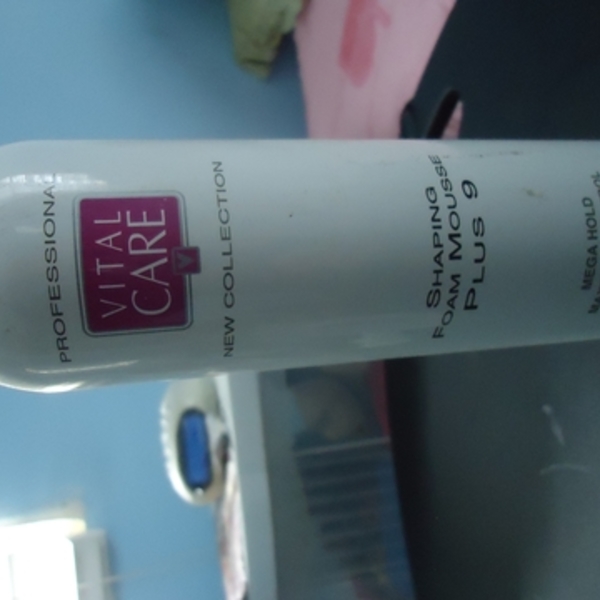 PROFESSIONAL
VITAL
CARE
V
NEW COLLECTION
SHAPING
FOAM MOUSSE
PLUS 9
MEGA HOLD